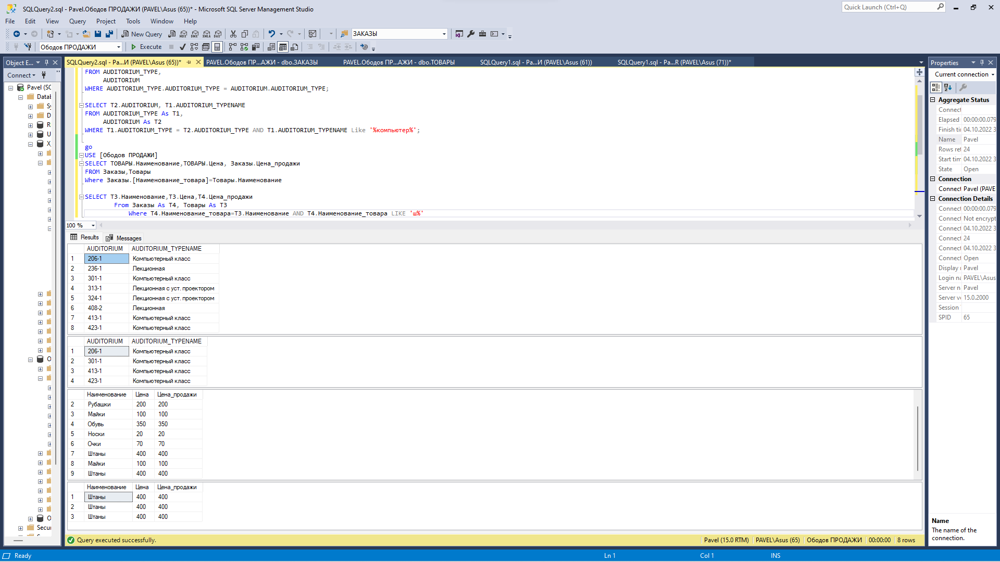 SQLQuery2.sql - Pavel.Ободов ПРОДАЖИ (PAVEL\Asus (65))* - Microsoft SQL Server Management Studio
Quick Launch (Ctrl+Q)
File Edit View Query Project Tools Window Help
New Query
MDX DMX XMLA DAX
ЗАКАЗЫ
Ободов ПРОДАЖИ
Execute
Object E...
SQLQuery2.sql - Pa...И (PAVEL\Asus (65))*
PAVEL.Ободов ПР...АЖИ - dbo.ЗАКАЗЫ
PAVEL.Ободов ПР...АЖИ - dbo.ТОВАРЫ
SQLQuery1.sql - Pa...И (PAVEL\Asus (61))
SQLQuery1.sql - Pa...R (PAVEL\Asus (71))*
Connect
Pavel (SQ
Datab
Sy
D
R
U
X
O
O
Secur
FROM AUDITORIUM_TYPE,
AUDITORIUM
WHERE AUDITORIUM_TYPE.AUDITORIUM_TYPE = AUDITORIUM.AUDITORIUM_TYPE;
SELECT T2.AUDITORIUM, T1.AUDITORIUM_TYPENAME
FROM AUDITORIUM_TYPE As T1,
AUDITORIUM As T2
WHERE T1.AUDITORIUM_TYPE = T2.AUDITORIUM_TYPE AND T1.AUDITORIUM_TYPENAME Like '%компьютер%';
go
USE [Ободов ПРОДАЖИ]
SELECT ТОВАРЫ.Наименование,ТОВАРЫ.Цена, Заказы.Цена_продажи
FROM Заказы,Товары
Where Заказы.[Наименование_товара]=Товары.Наименование
SELECT T3.Наименование,T3.Цена,T4.Цена_продажи
From Заказы As T4, Товары As T3
Where T4.Наименование_товара=T3.Наименование AND T4.Наименование_товара LIKE 'ш%'
100 %
Results Messages
AUDITORIUM AUDITORIUM_TYPENAME
1 206-1 Компьютерный класс
2 236-1 Лекционная
3 301-1 Компьютерный класс
4 313-1 Лекционная с уст. проектором
5 324-1 Лекционная с уст. проектором
6 408-2 Лекционная
7 413-1 Компьютерный класс
8 423-1 Компьютерный класс
AUDITORIUM AUDITORIUM_TYPENAME
1 206-1 Компьютерный класс
2 301-1 Компьютерный класс
3 413-1 Компьютерный класс
4 423-1 Компьютерный класс
Наименование Цена Цена_продажи
2 Рубашки 200 200
3 Майки 100 100
4 Обувь 350 350
5 Носки 20 20
6 Очки 70 70
7 Штаны 400 400
8 Майки 100 100
9 Штаны 400 400
Наименование Цена Цена_продажи
1 Штаны 400 400
2 Штаны 400 400
3 Штаны 400 400
Query executed successfully.
Pavel (15.0 RTM) PAVEL\Asus (65) Ободов ПРОДАЖИ 00:00:00 8 rows
Properties
Current connection
Aggregate Status
Connect
Elapsed 00:00:00.079
Finish tir 04.10.2022 3
Name Pavel
Rows ret 24
Start tim 04.10.2022 3
State Open
Connection
Connect Pavel (PAVE
Connection Details
Connect 00:00:00.079
Connect Not encrypt
Connect 04.10.2022 3
Connect 24
Connect 04.10.2022 3
Connect Open
Display r Pavel
Login na PAVEL\Asus
Server n Pavel
Server ve 15.0.2000
Session
SPID 65
Name
The name of the
connection.
Ready
Ln 1 Col 1 INS